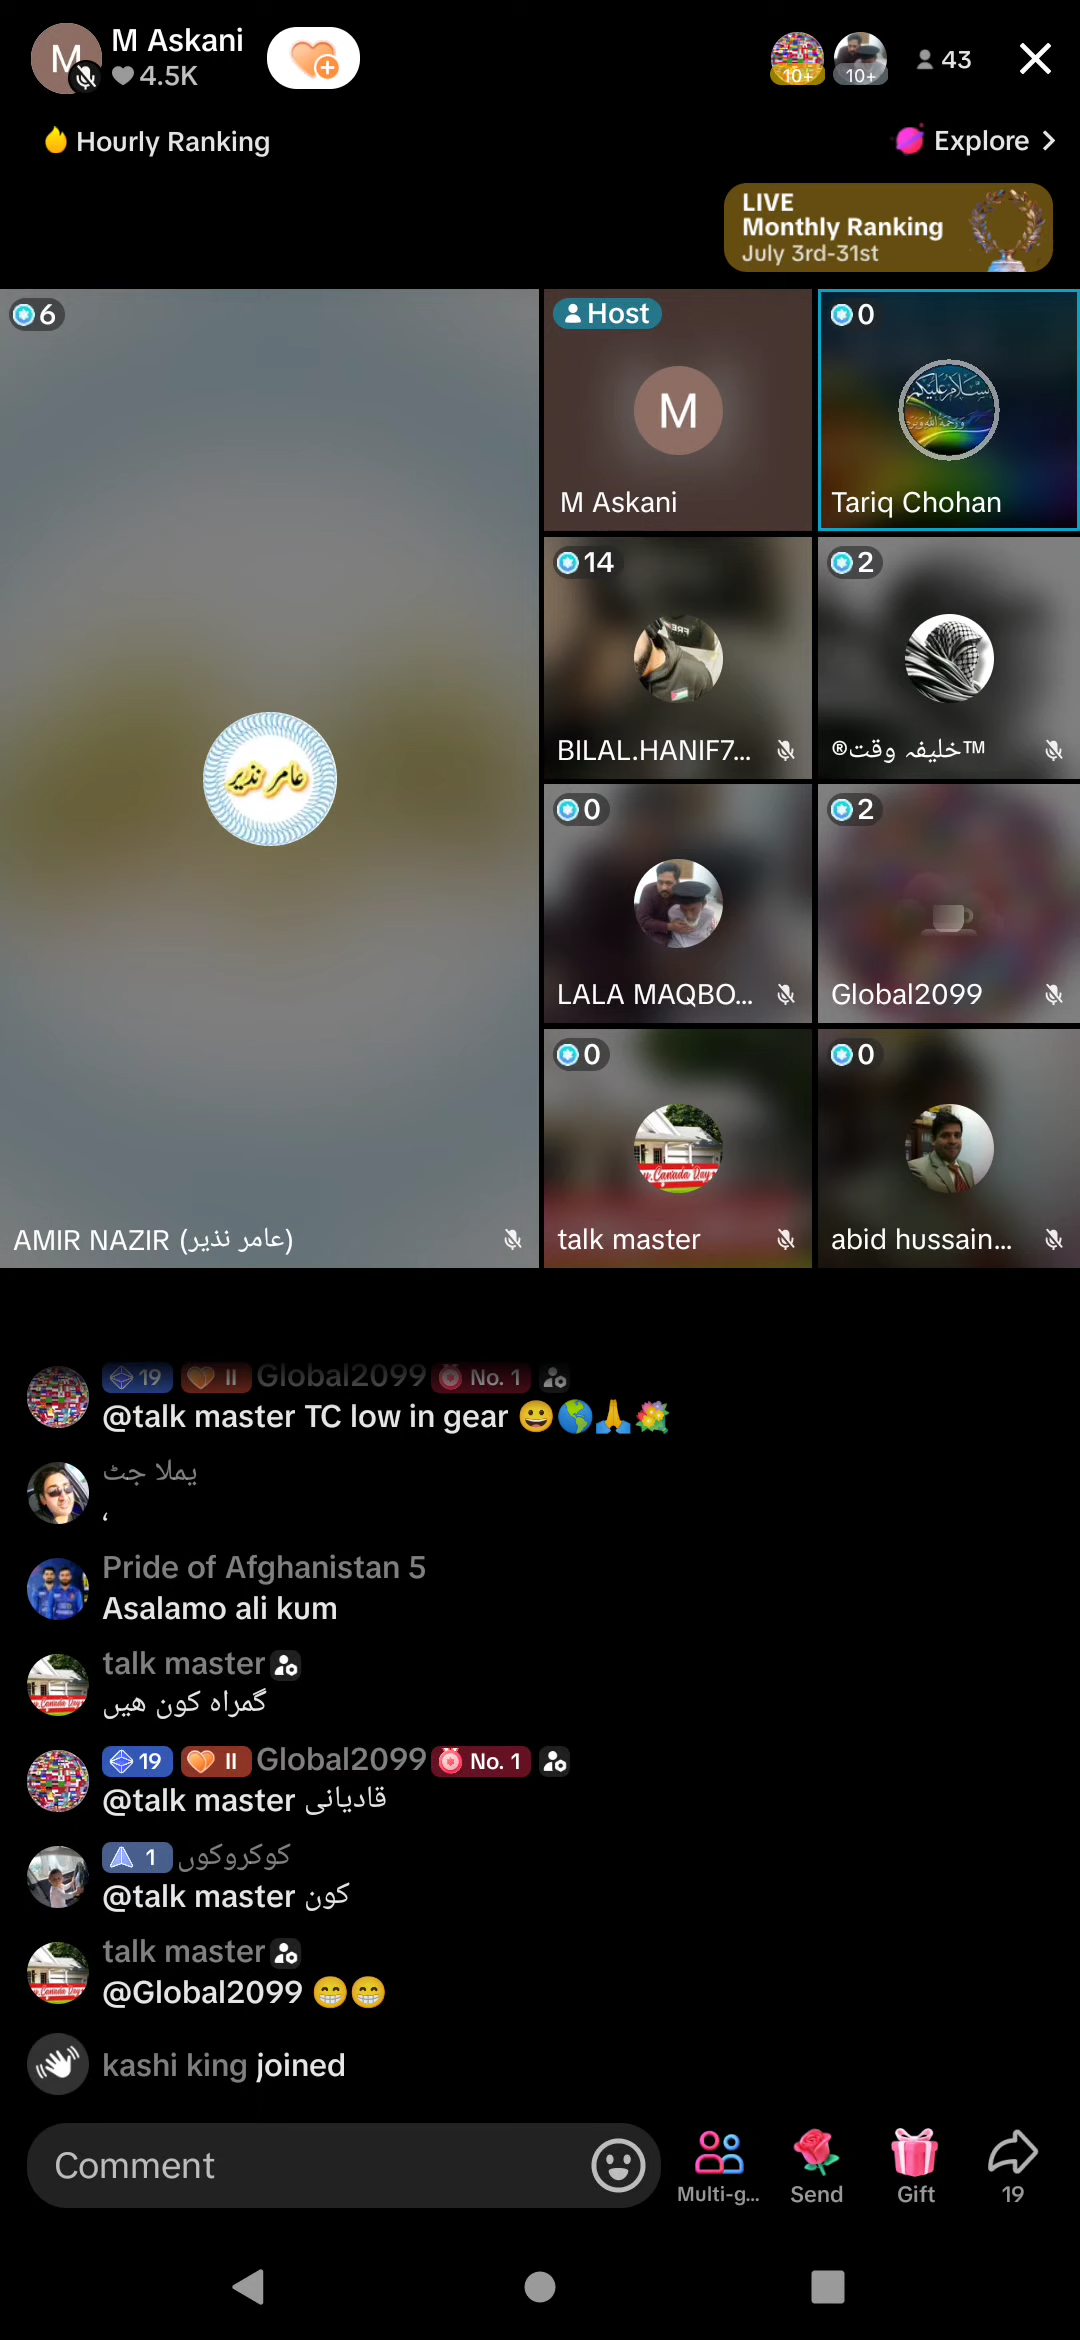 M
M Askani
4.5K
10+
10+
43
Hourly Ranking
Explore
LIVE
Monthly Ranking
July 3rd-31st
6
عامر نذیر
AMIR NAZIR (عامر نذیر)
Host
M
M Askani
0
Tariq Chohan
14
BILAL.HANIF7...
2
®خلیفہ وقت™
0
LALA MAQBO...
2
Global2099
0
Canada Day
talk master
0
abid hussain...
19 II Global2099 No. 1
@talk master TC low in gear 😀🌎🙏💐
یملا جٹ
،
Pride of Afghanistan 5
Asalamo ali kum
talk master
گمراہ کون ھیں
19 II Global2099 No. 1
@talk master قادیانی
1 کوکروکوں
@talk master کون
talk master
@Global2099 😁😁
kashi king joined
Comment
Multi-g...
Send
Gift
19